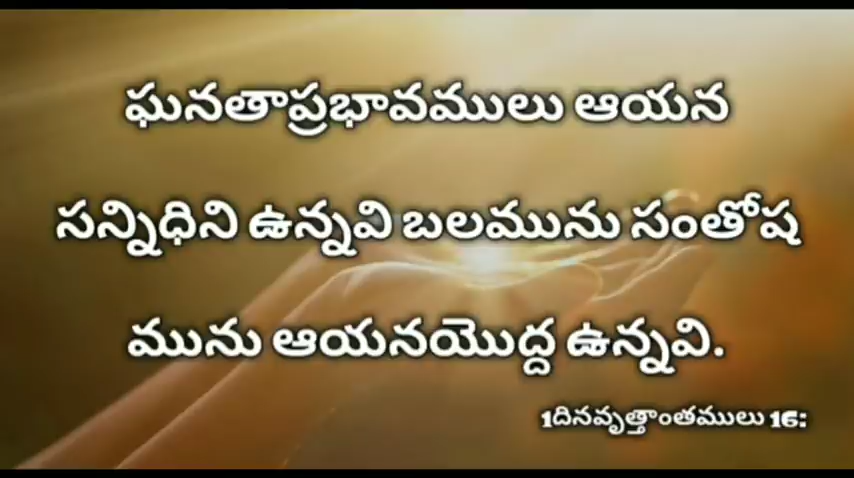 ఘనతాప్రభావములు ఆయన
సన్నిధిని ఉన్నవి బలమును సంతోష
మును ఆయనయొద్ద ఉన్నవి.
1దినవృత్తాంతములు 16: